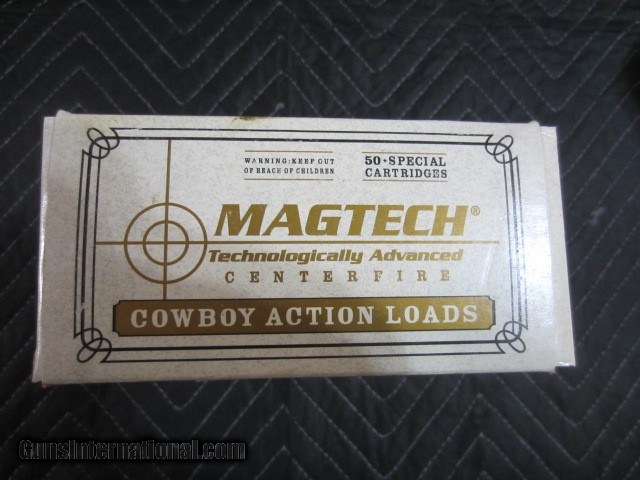 WARNING: KEEP OUT
OF REACH OF CHILDREN
50 · SPECIAL
CARTRIDGES
MAGTECH®
Technologically Advanced
CENTERFIRE
COWBOY ACTION LOADS
GunsInternational.com